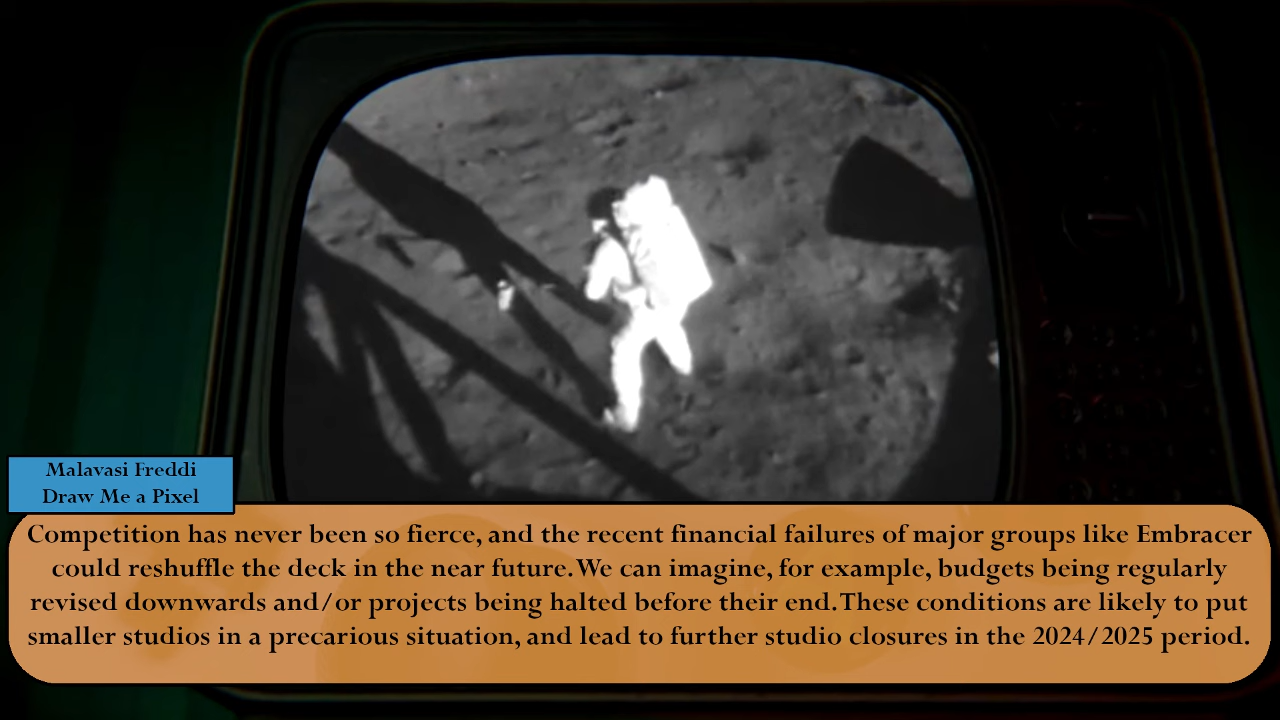 Malavasi Freddi
Draw Me a Pixel
Competition has never been so fierce, and the recent financial failures of major groups like Embracer
could reshuffle the deck in the near future. We can imagine, for example, budgets being regularly
revised downwards and/or projects being halted before their end. These conditions are likely to put
smaller studios in a precarious situation, and lead to further studio closures in the 2024/2025 period.